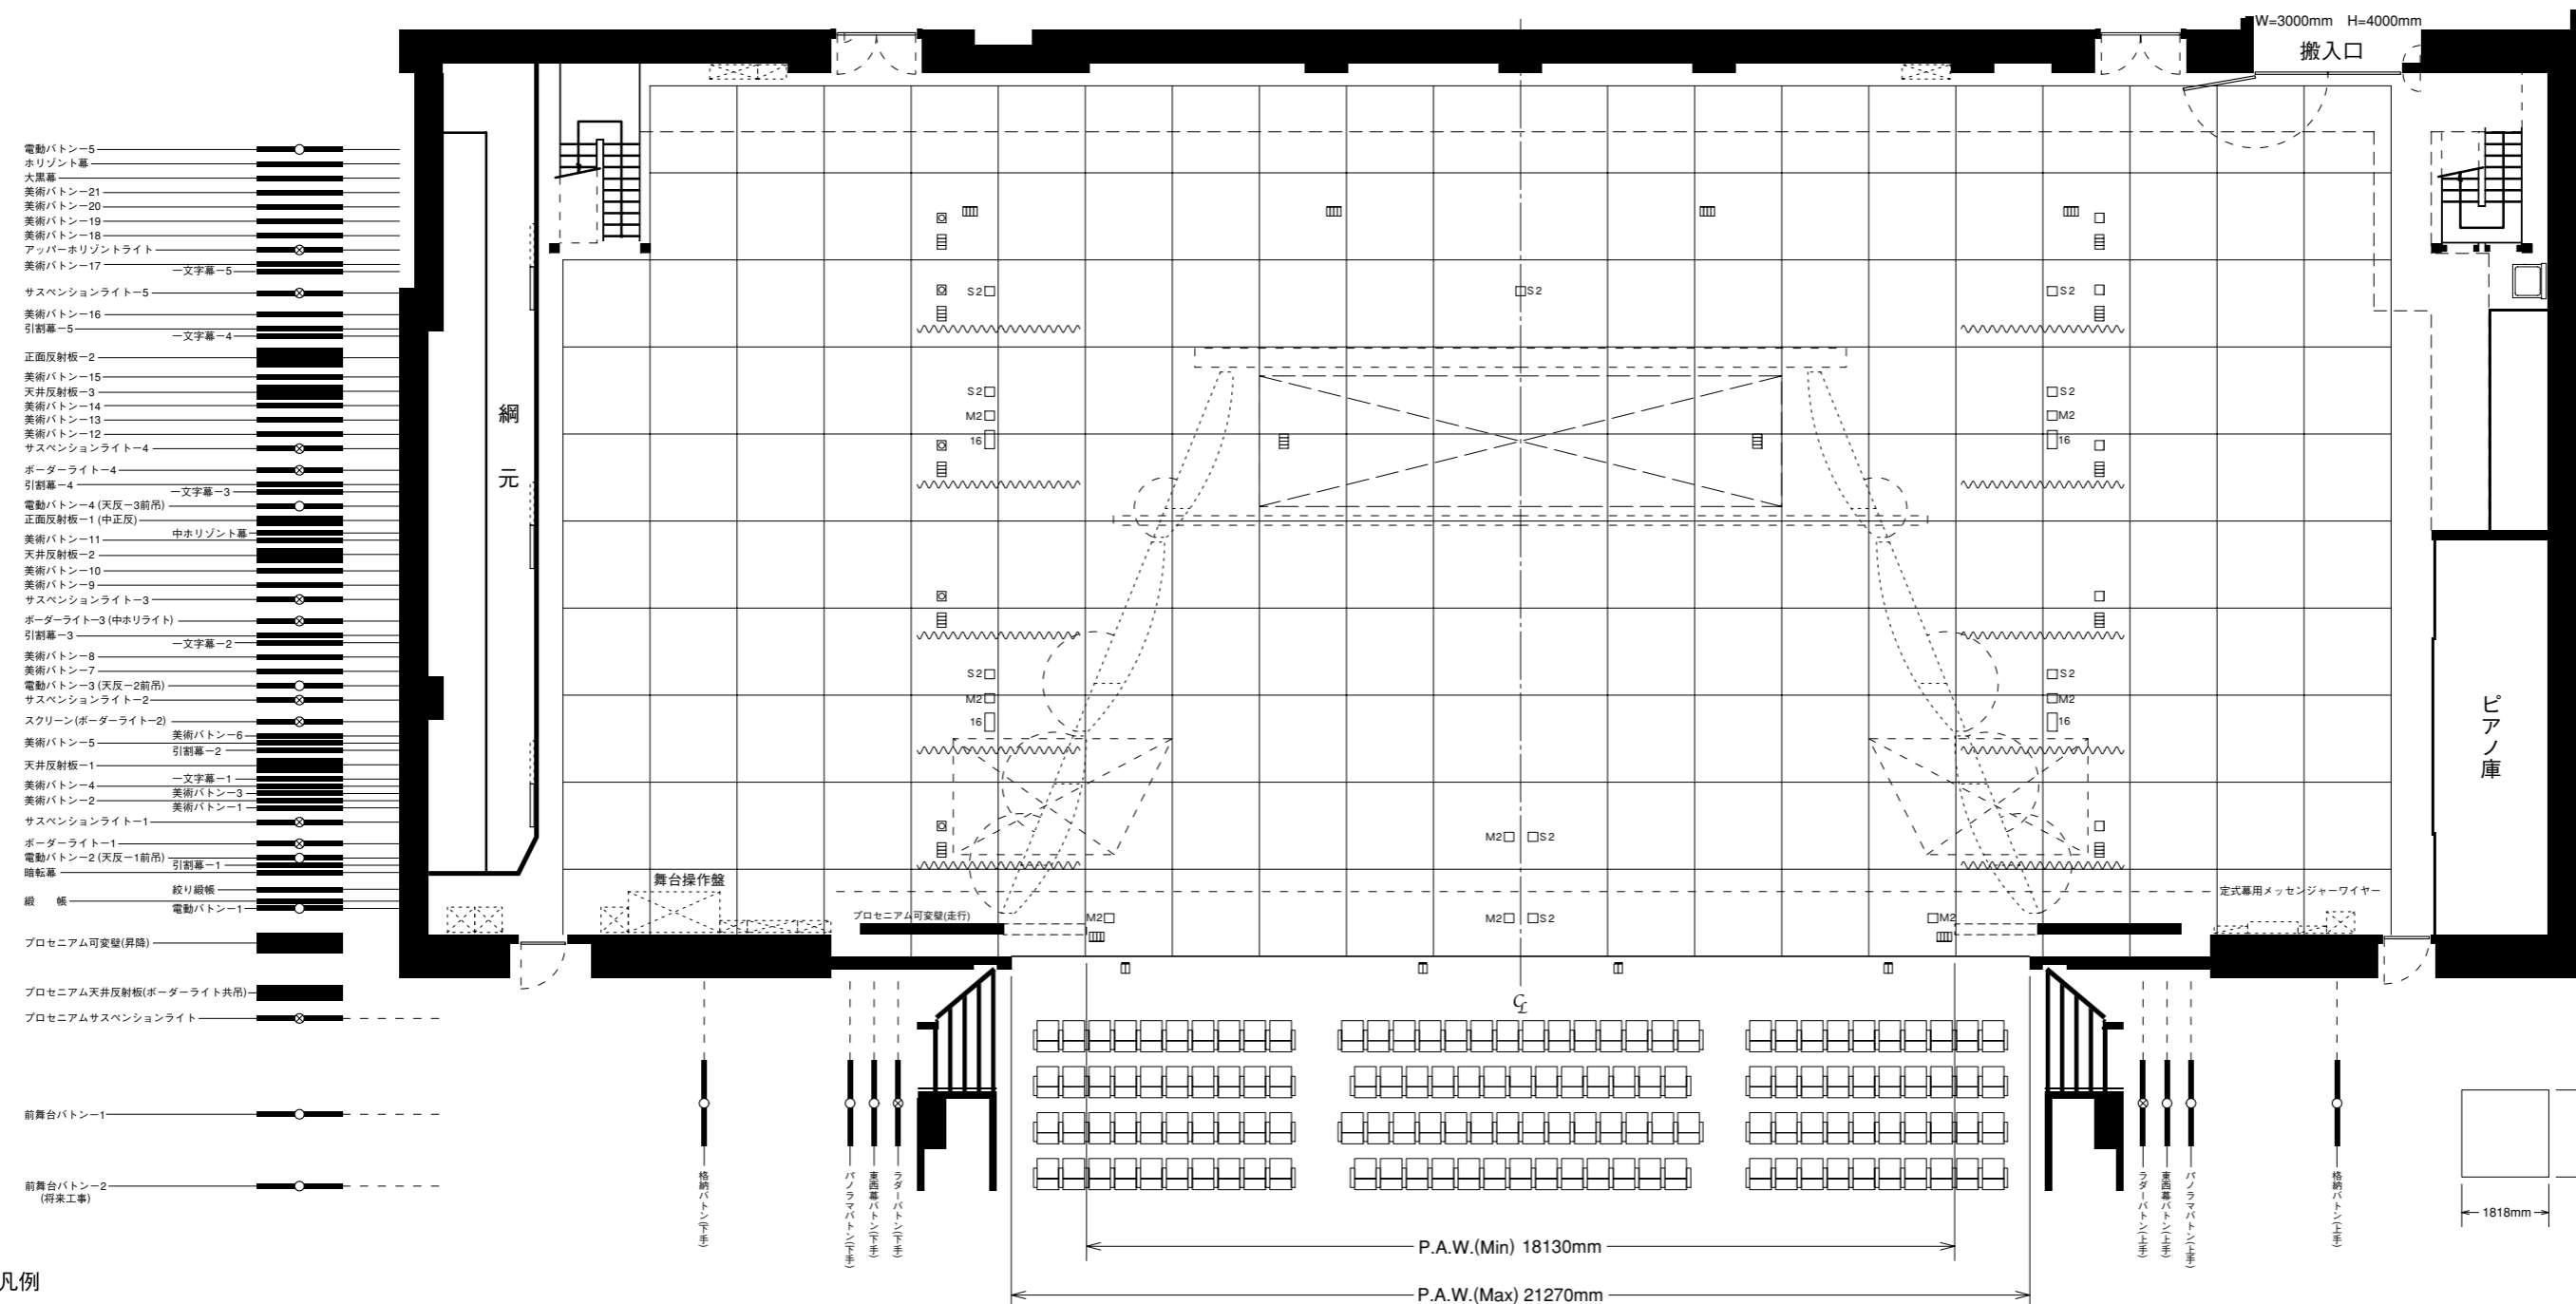 W=3000mm H=4000mm
搬入口
電動バトン−5
ホリゾント幕
大黒幕
美術バトン−21
美術バトン−20
美術バトン−19
美術バトン−18
アッパーホリゾントライト
美術バトン−17
一文字幕−5
サスペンションライト−5
美術バトン−16
引割幕−5
一文字幕−4
正面反射板−2
美術バトン−15
天井反射板−3
美術バトン−14
美術バトン−13
美術バトン−12
サスペンションライト−4
ボーダーライト−4
引割幕−4
一文字幕−3
電動バトン−4 (天反−3前吊)
正面反射板−1 (中正反)
中ホリゾント幕
美術バトン−11
天井反射板−2
美術バトン−10
美術バトン−9
サスペンションライト−3
ボーダーライト−3 (中ホリライト)
引割幕−3
一文字幕−2
美術バトン−8
美術バトン−7
電動バトン−3 (天反−2前吊)
サスペンションライト−2
スクリーン(ボーダーライト−2)
美術バトン−6
美術バトン−5
引割幕−2
天井反射板−1
一文字幕−1
美術バトン−4
美術バトン−3
美術バトン−2
美術バトン−1
サスペンションライト−1
ボーダーライト−1
電動バトン−2 (天反−1前吊)
引割幕−1
暗転幕
絞り緞帳
緞 帳
電動バトン−1
プロセニアム可変壁(昇降)
プロセニアム天井反射板(ボーダーライト共吊)
プロセニアムサスペンションライト
前舞台バトン−1
前舞台バトン−2
(将来工事)
綱元
S2
S2
S2
S2
M2
16
S2
M2
16
S2
M2
16
S2
M2
16
M2 S2
舞台操作盤
プロセニアム可変壁(走行)
M2
M2 S2
M2
定式幕用メッセンジャーワイヤー
ピアノ庫
CL
格納バトン(下手)
パノラマバトン(下手)
東西幕バトン(下手)
ラダーバトン(下手)
ラダーバトン(上手)
東西幕バトン(上手)
パノラマバトン(上手)
格納バトン(上手)
1818mm
P.A.W.(Min) 18130mm
P.A.W.(Max) 21270mm
凡例